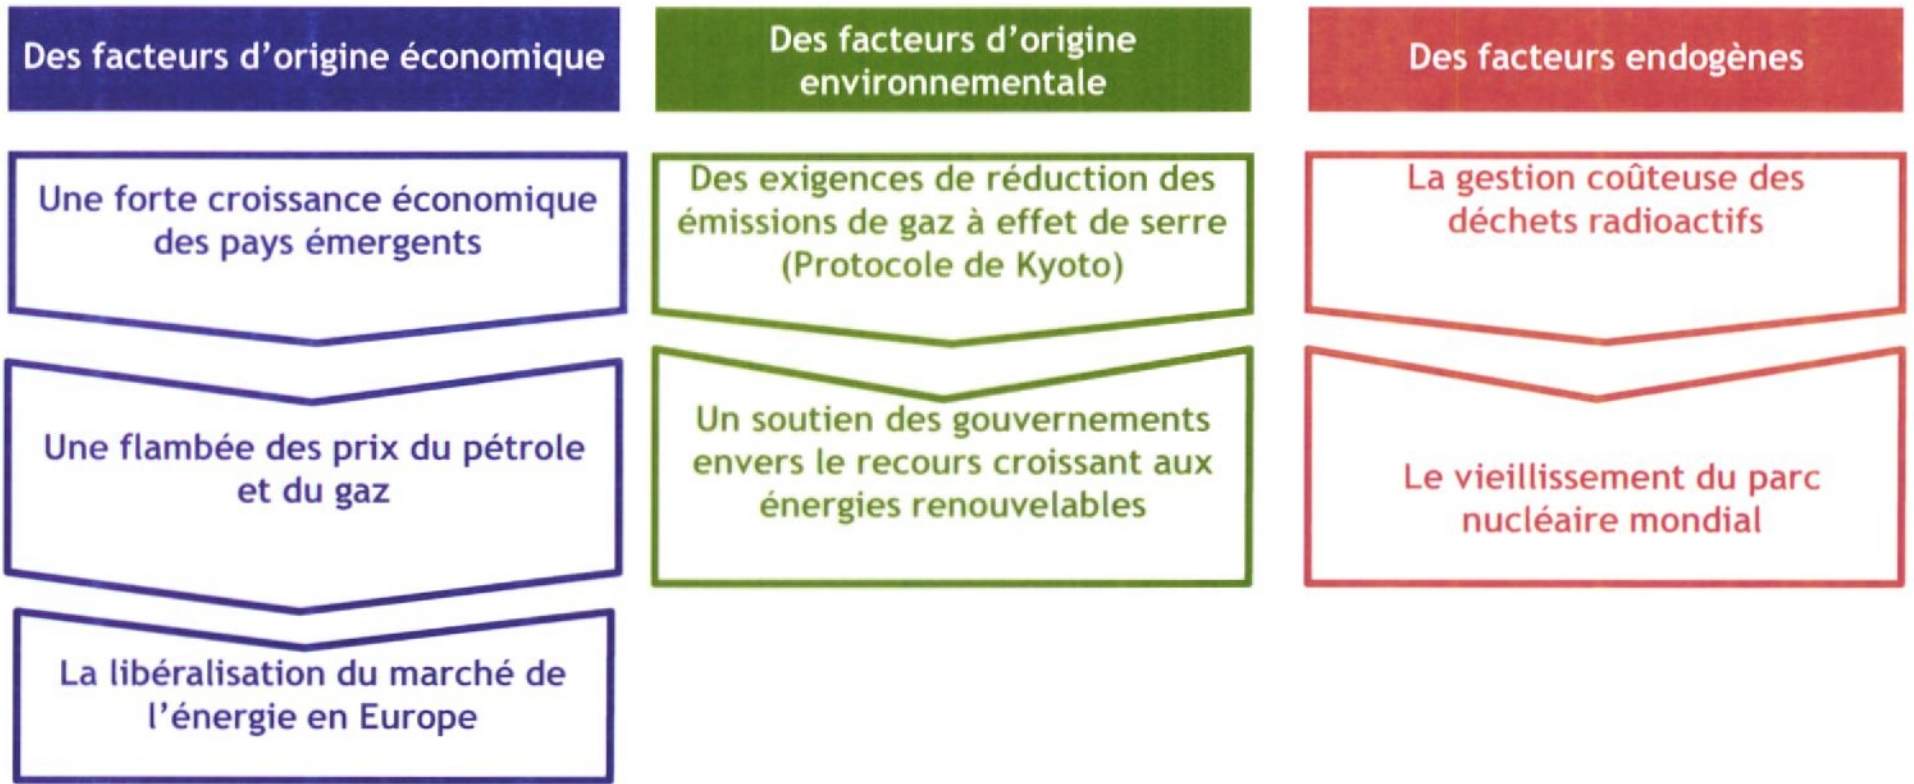 Des facteurs d'origine économique
Une forte croissance économique
des pays émergents
Une flambée des prix du pétrole
et du gaz
La libéralisation du marché de
l'énergie en Europe
Des facteurs d'origine
environnementale
Des exigences de réduction des
émissions de gaz à effet de serre
(Protocole de Kyoto)
Un soutien des gouvernements
envers le recours croissant aux
énergies renouvelables
Des facteurs endogènes
La gestion coûteuse des
déchets radioactifs
Le vieillissement du parc
nucléaire mondial